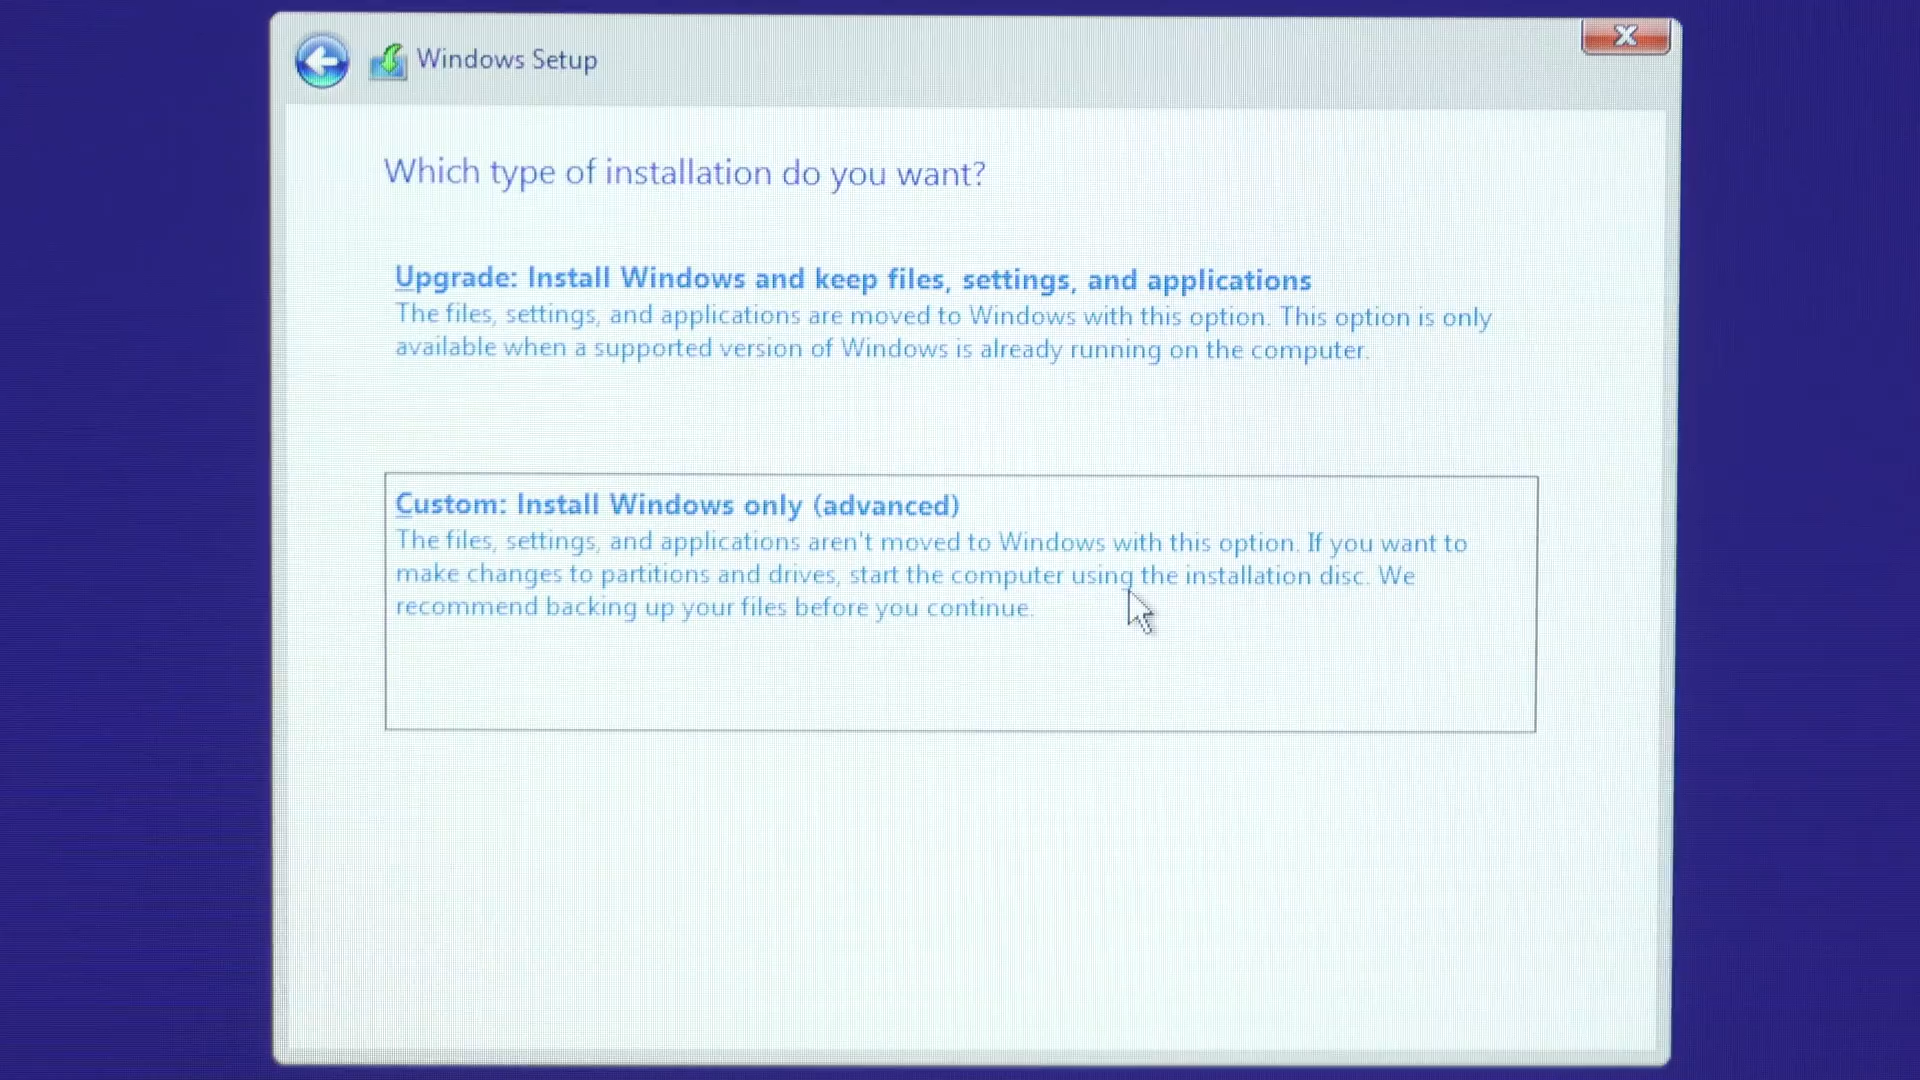 Windows Setup
Which type of installation do you want?
Upgrade: Install Windows and keep files, settings, and applications
The files, settings, and applications are moved to Windows with this option. This option is only
available when a supported version of Windows is already running on the computer.
Custom: Install Windows only (advanced)
The files, settings, and applications aren't moved to Windows with this option. If you want to
make changes to partitions and drives, start the computer using the installation disc. We
recommend backing up your files before you continue.